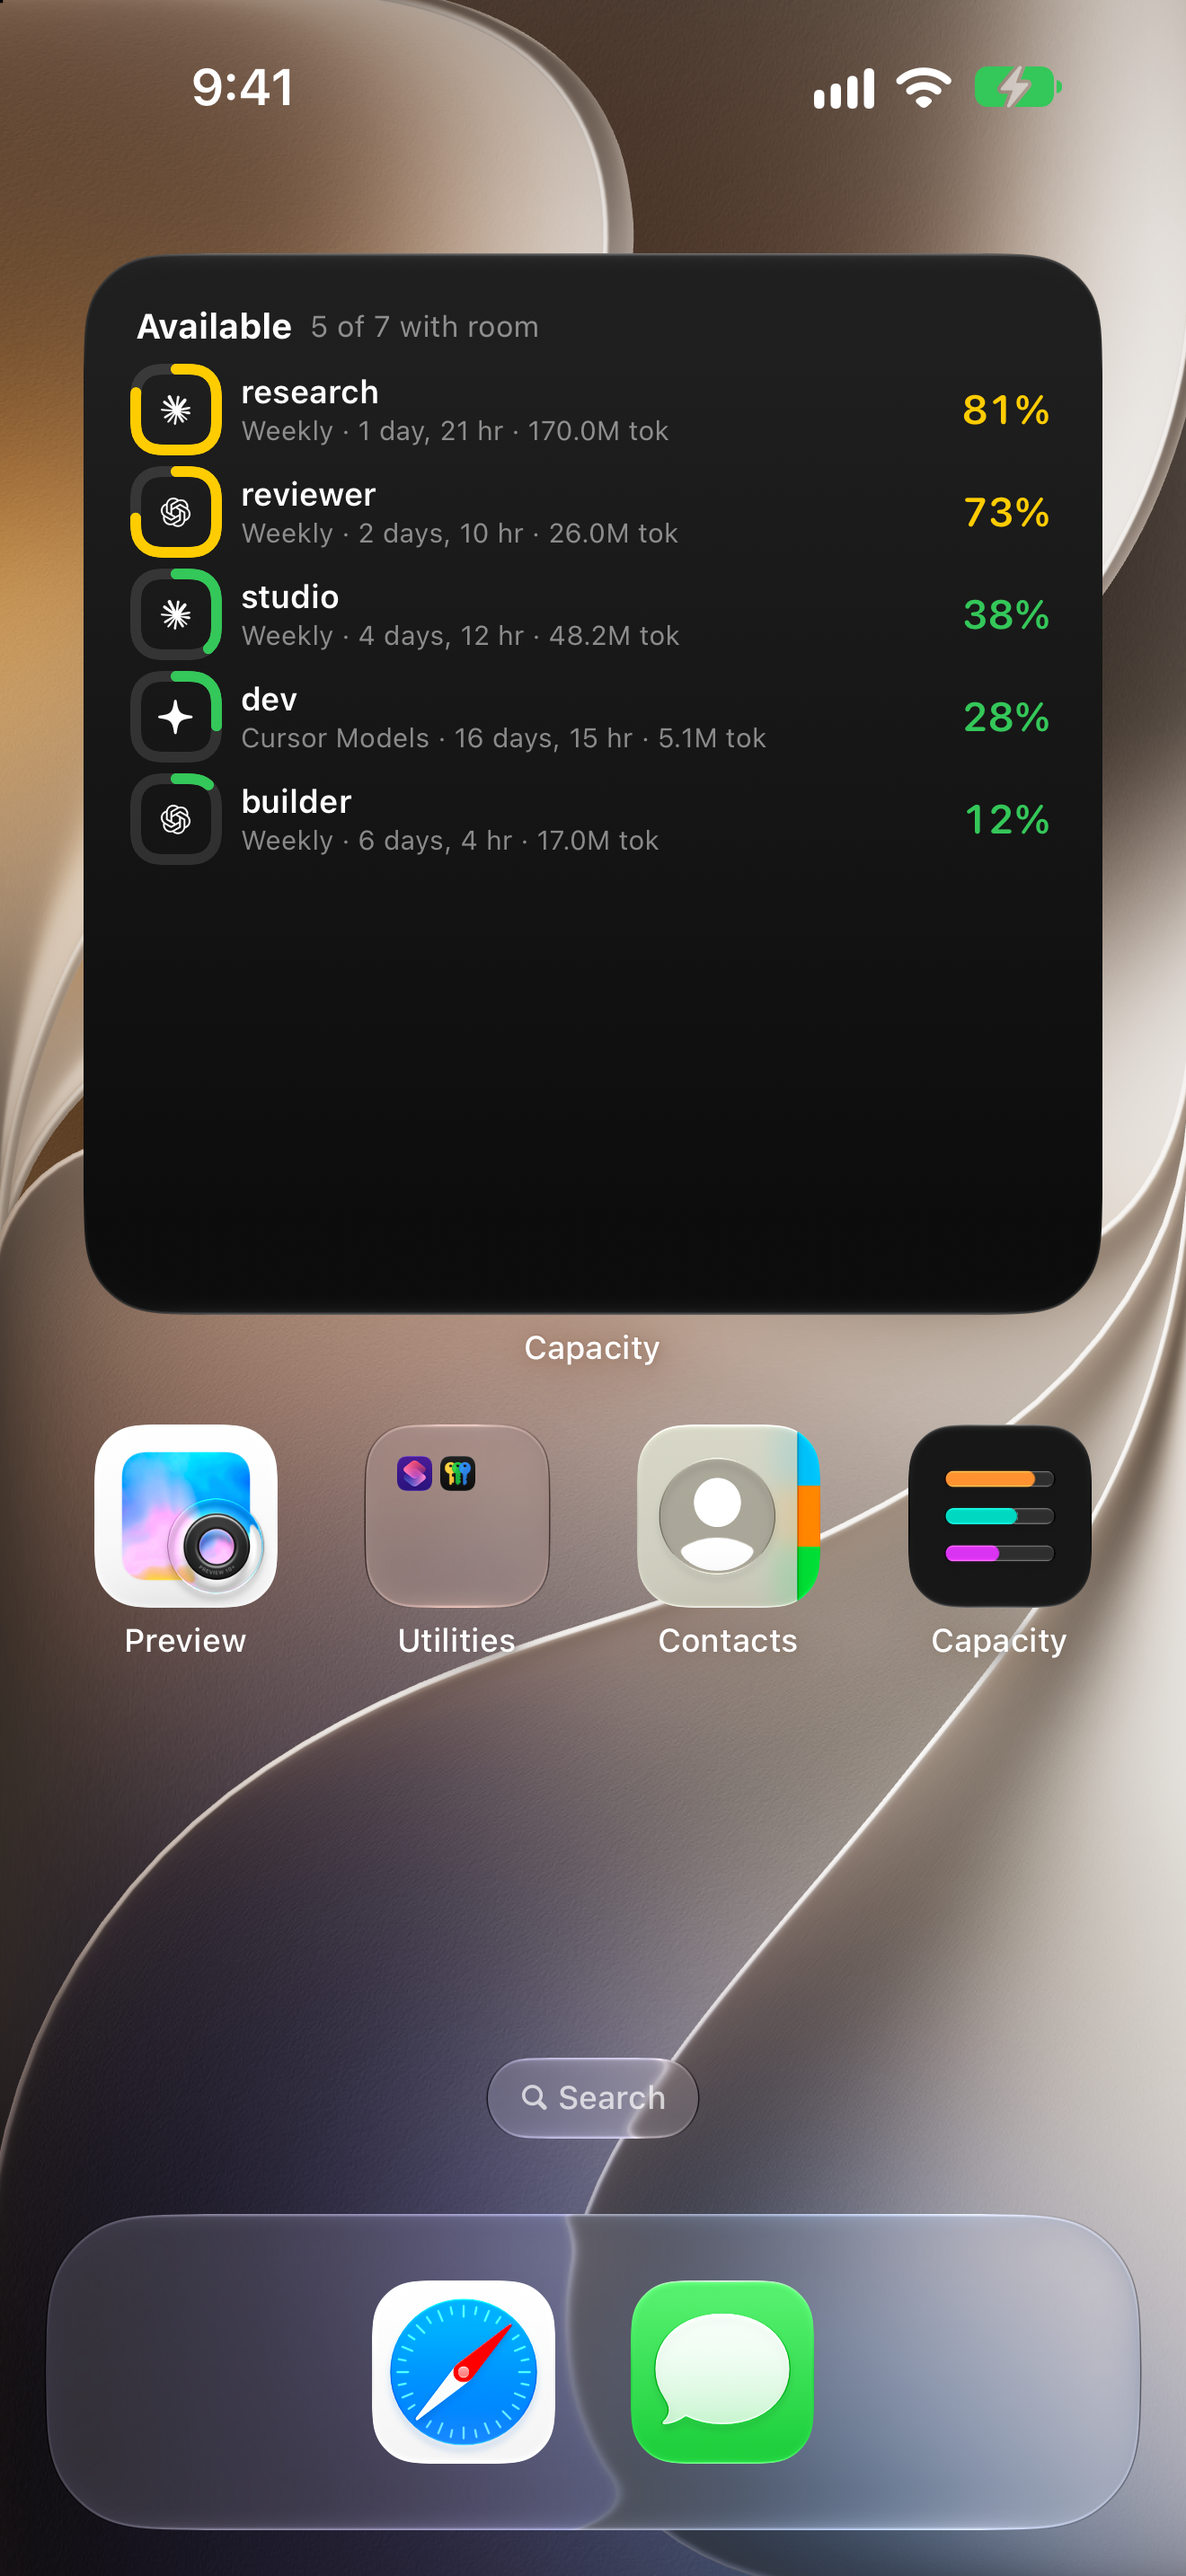 9:41
Available 5 of 7 with room
research
Weekly · 1 day, 21 hr · 170.0M tok
81%
reviewer
Weekly · 2 days, 10 hr · 26.0M tok
73%
studio
Weekly · 4 days, 12 hr · 48.2M tok
38%
dev
Cursor Models · 16 days, 15 hr · 5.1M tok
28%
builder
Weekly · 6 days, 4 hr · 17.0M tok
12%
Capacity
Preview
Utilities
Contacts
Capacity
Search